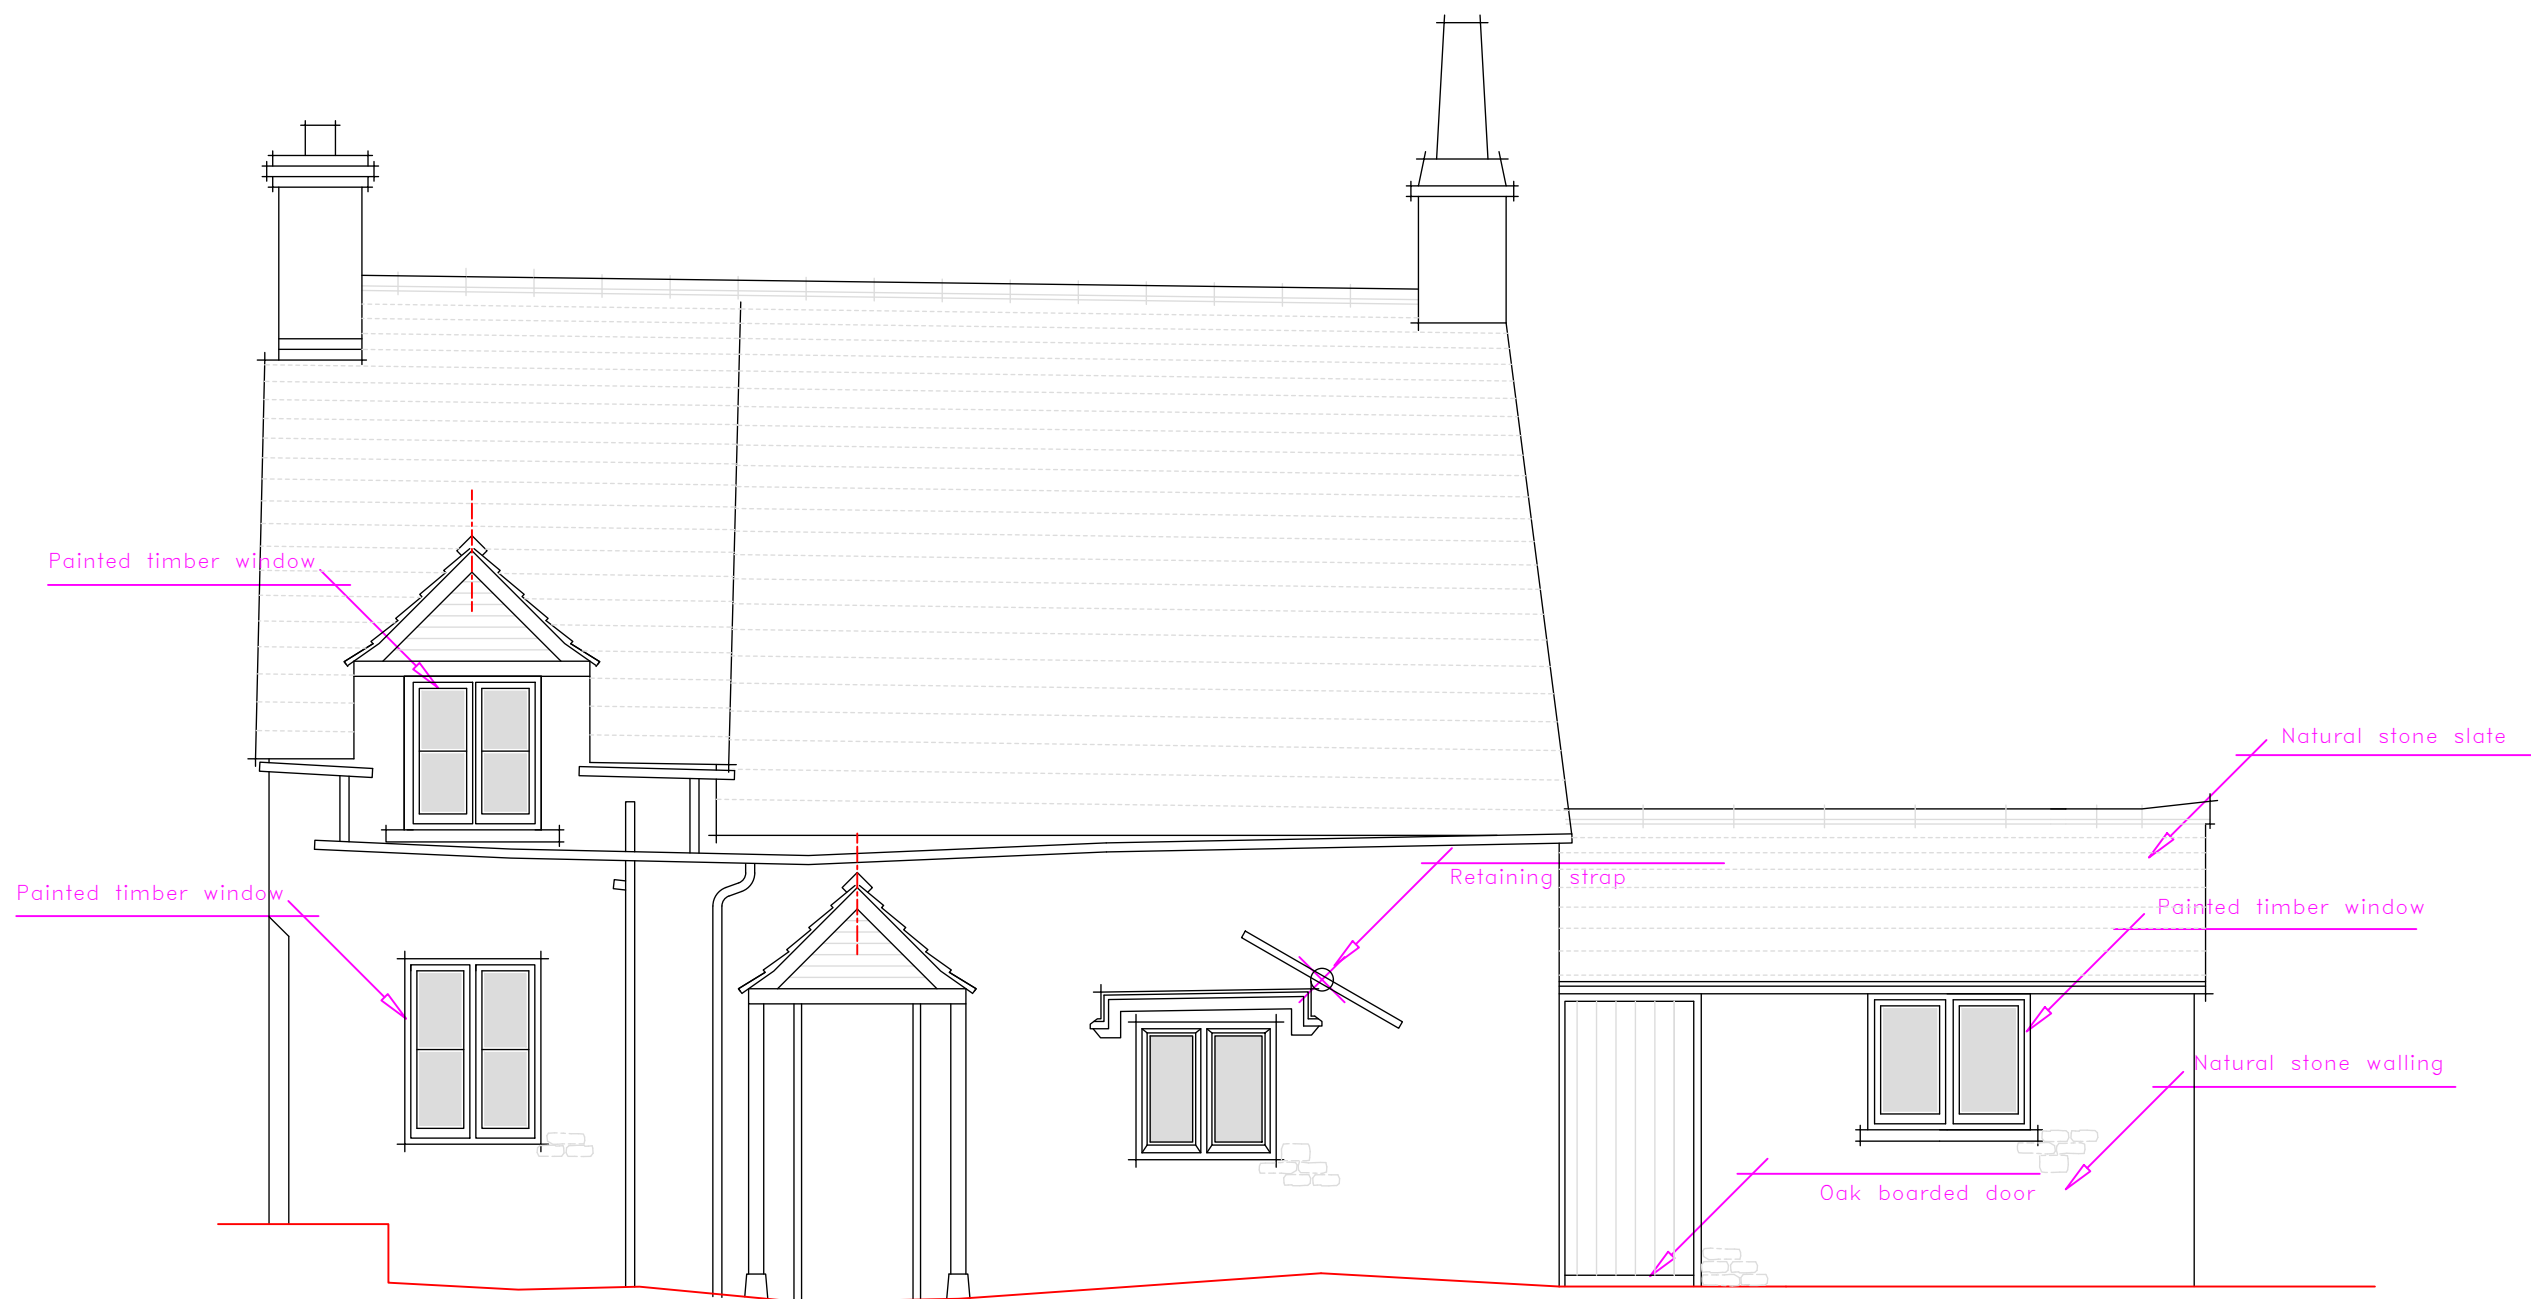 Painted timber window
Natural stone slate
Retaining strap
Painted timber window
Painted timber window
Natural stone walling
Oak boarded door